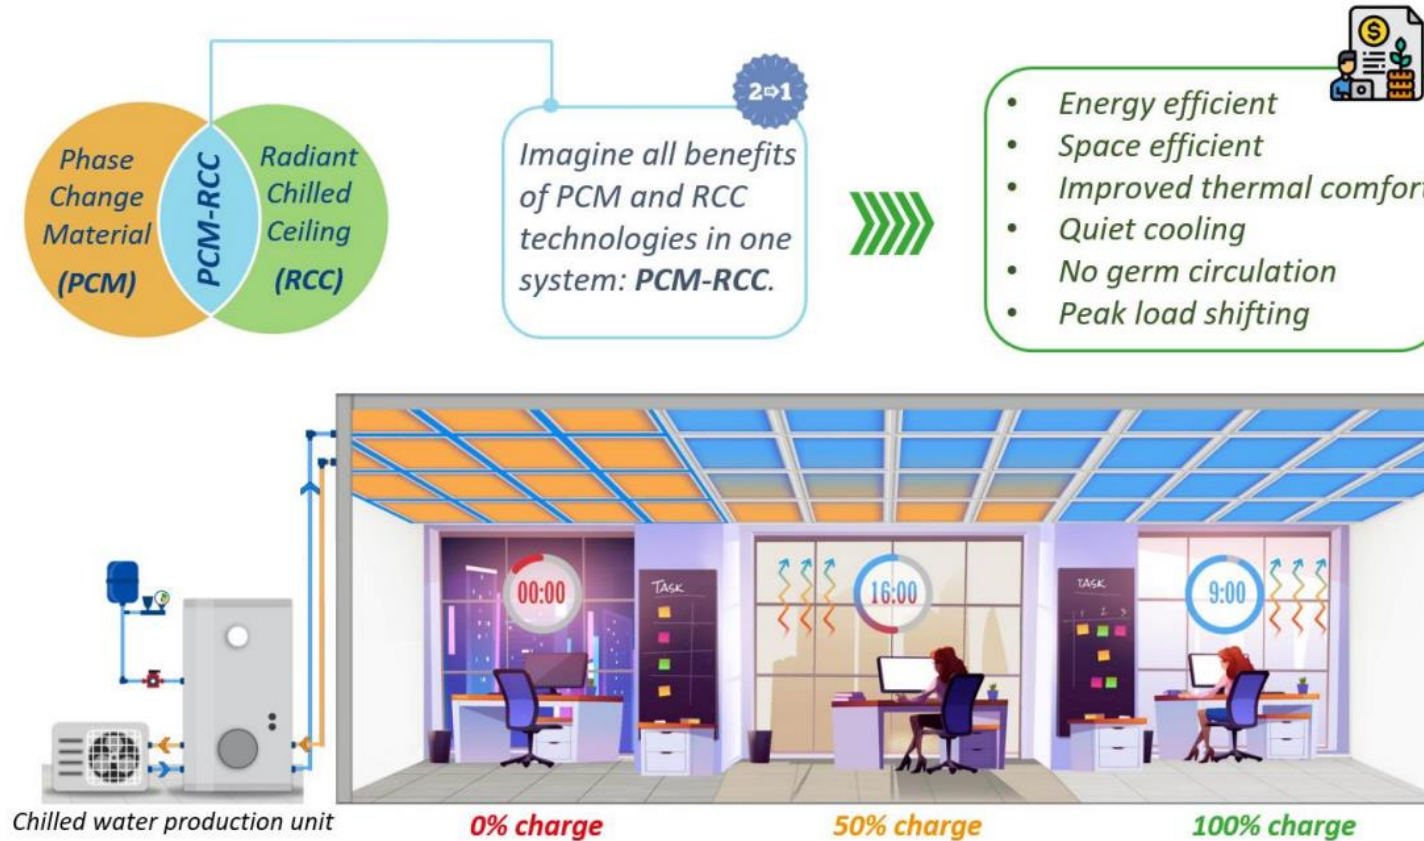 Phase
Change
Material
(PCM)
PCM-RCC
Radiant
Chilled
Ceiling
(RCC)
2⇨1
Imagine all benefits
of PCM and RCC
technologies in one
system: PCM-RCC.
$
• Energy efficient
• Space efficient
• Improved thermal comfort
• Quiet cooling
• No germ circulation
• Peak load shifting
00:00
TASK
16:00
TASK
1 2 3
9:00
Chilled water production unit
0% charge
50% charge
100% charge